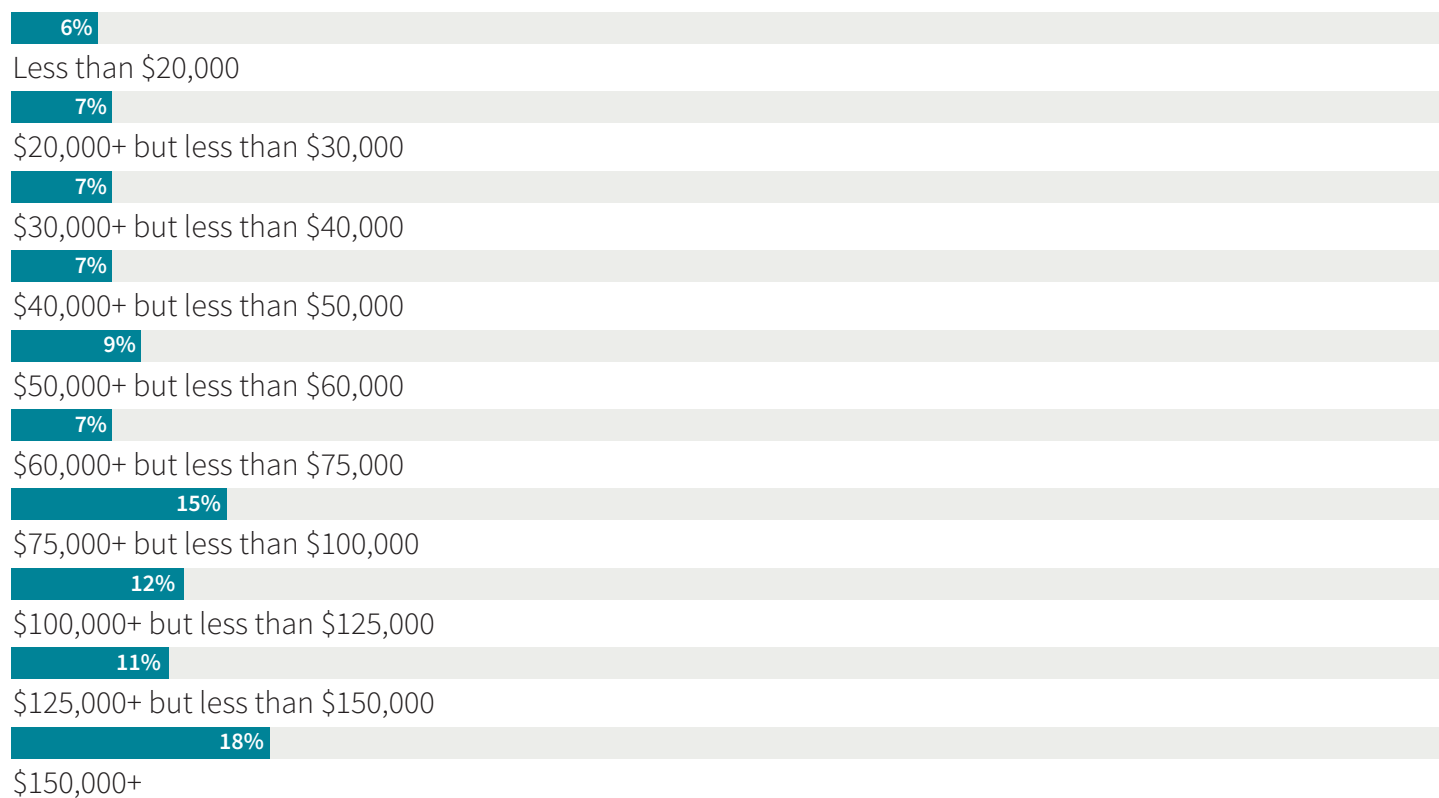 6%
Less than $20,000
7%
$20,000+ but less than $30,000
7%
$30,000+ but less than $40,000
7%
$40,000+ but less than $50,000
9%
$50,000+ but less than $60,000
7%
$60,000+ but less than $75,000
15%
$75,000+ but less than $100,000
12%
$100,000+ but less than $125,000
11%
$125,000+ but less than $150,000
18%
$150,000+